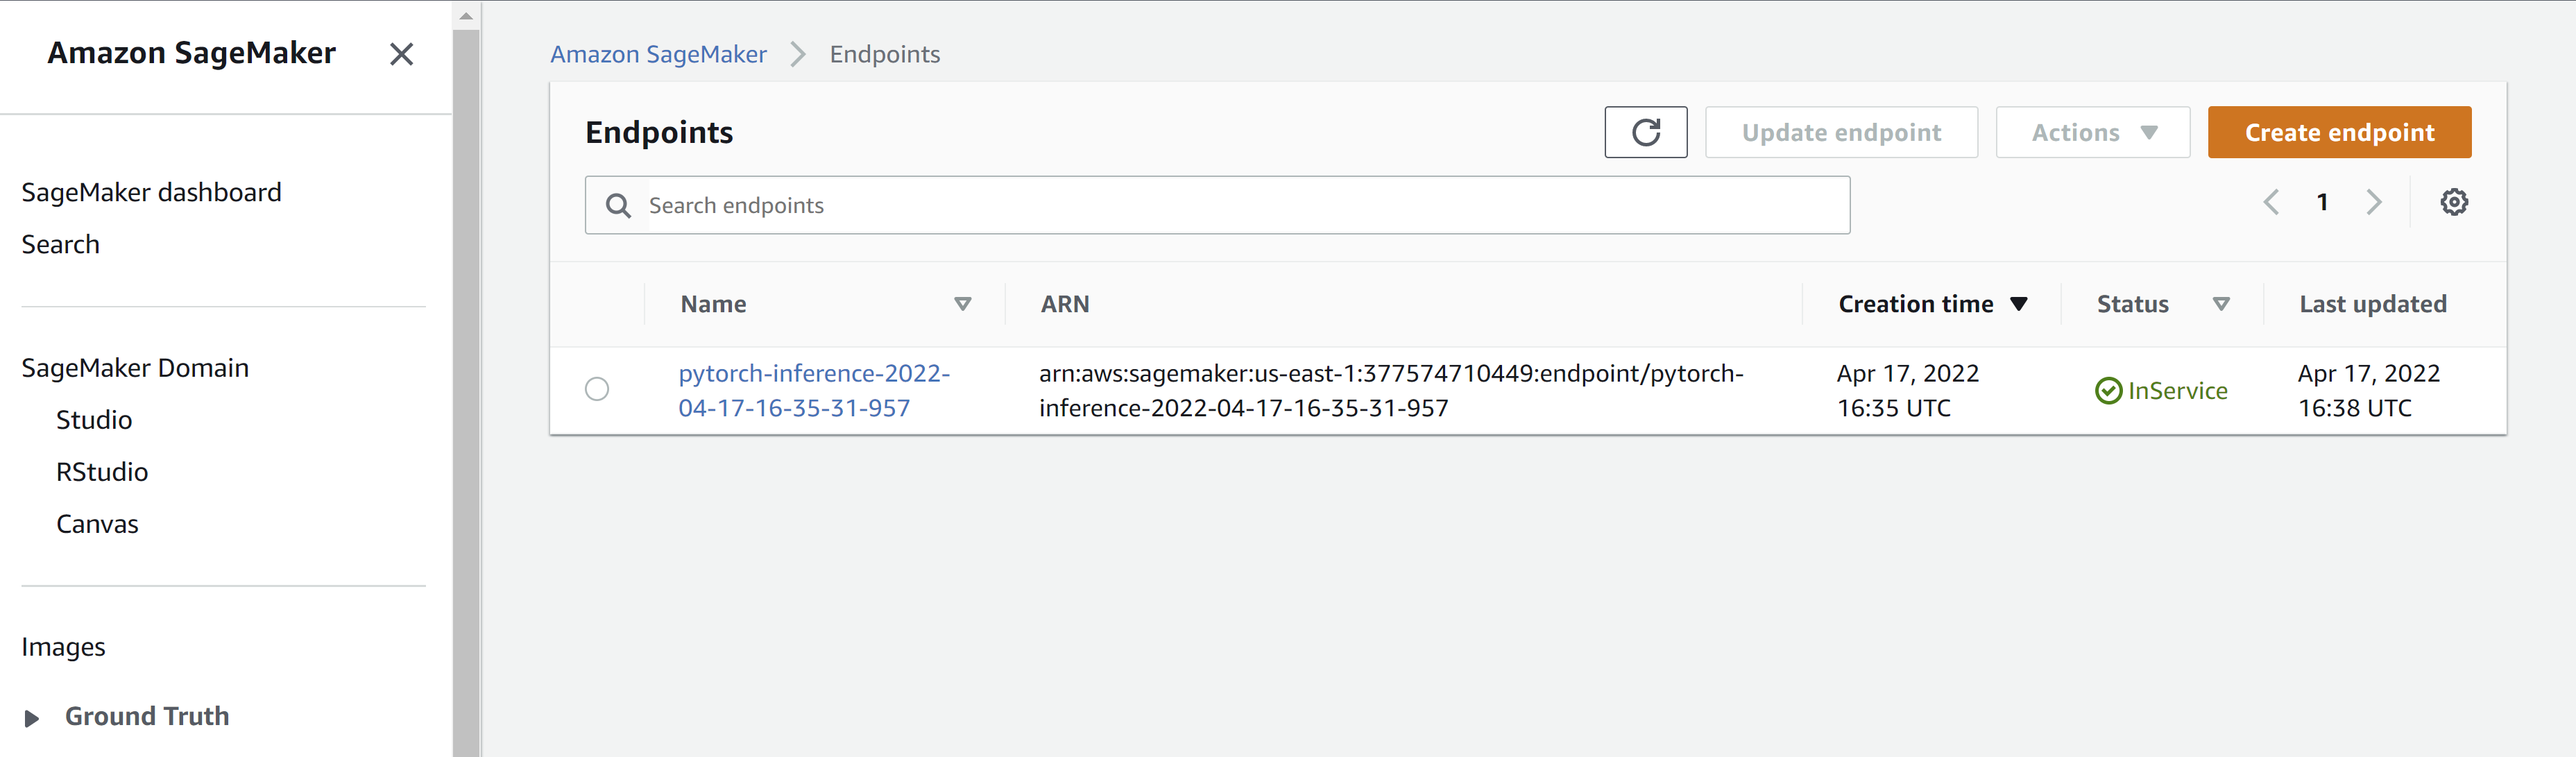 Amazon SageMaker
SageMaker dashboard
Search
SageMaker Domain
Studio
RStudio
Canvas
Images
Ground Truth
Amazon SageMaker
Endpoints
Endpoints
Update endpoint
Actions
Create endpoint
Search endpoints
1
Name
ARN
Creation time
Status
Last updated
pytorch-inference-2022-
04-17-16-35-31-957
arn:aws:sagemaker:us-east-1:377574710449:endpoint/pytorch-
inference-2022-04-17-16-35-31-957
Apr 17, 2022
16:35 UTC
InService
Apr 17, 2022
16:38 UTC